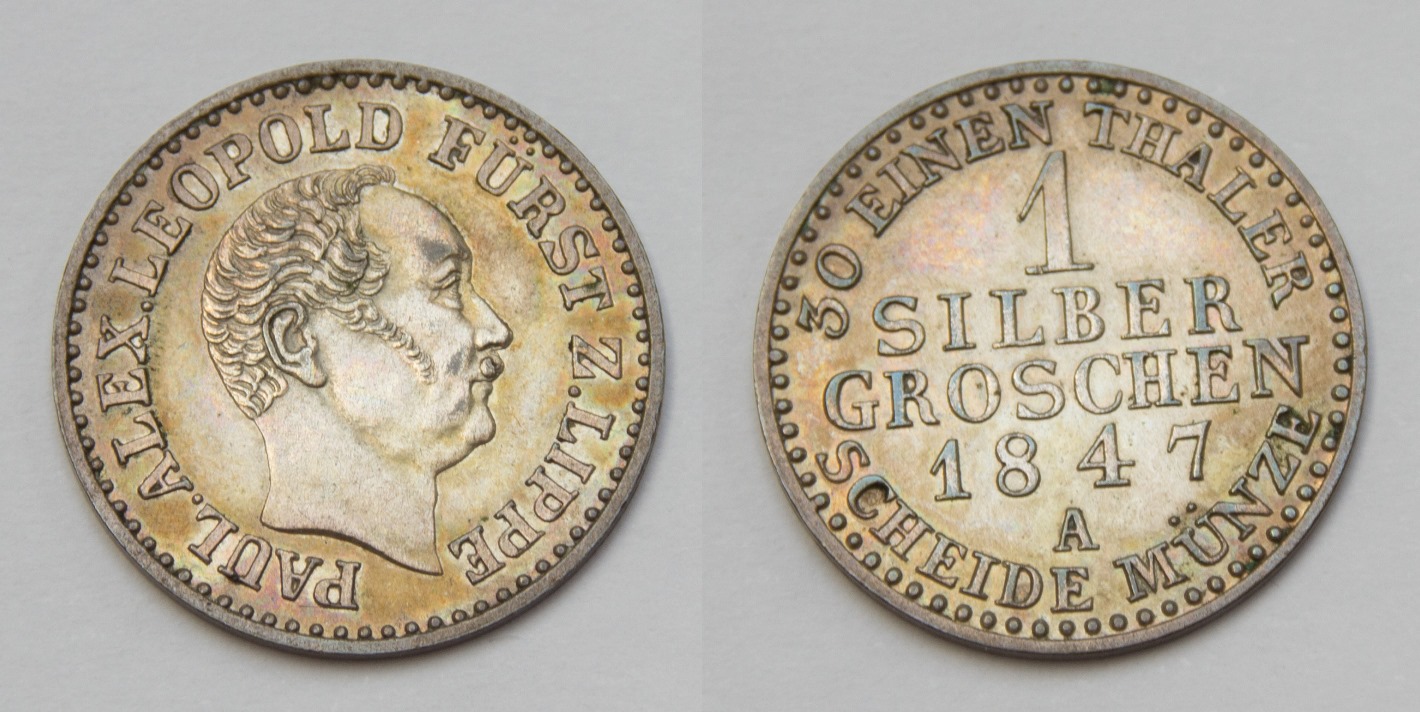 PAUL.ALEX.LEOPOLD FÜRST Z.LIPPE
30 EINEN THALER
1
SILBER
GROSCHEN
1847
A
SCHEIDE MÜNZE